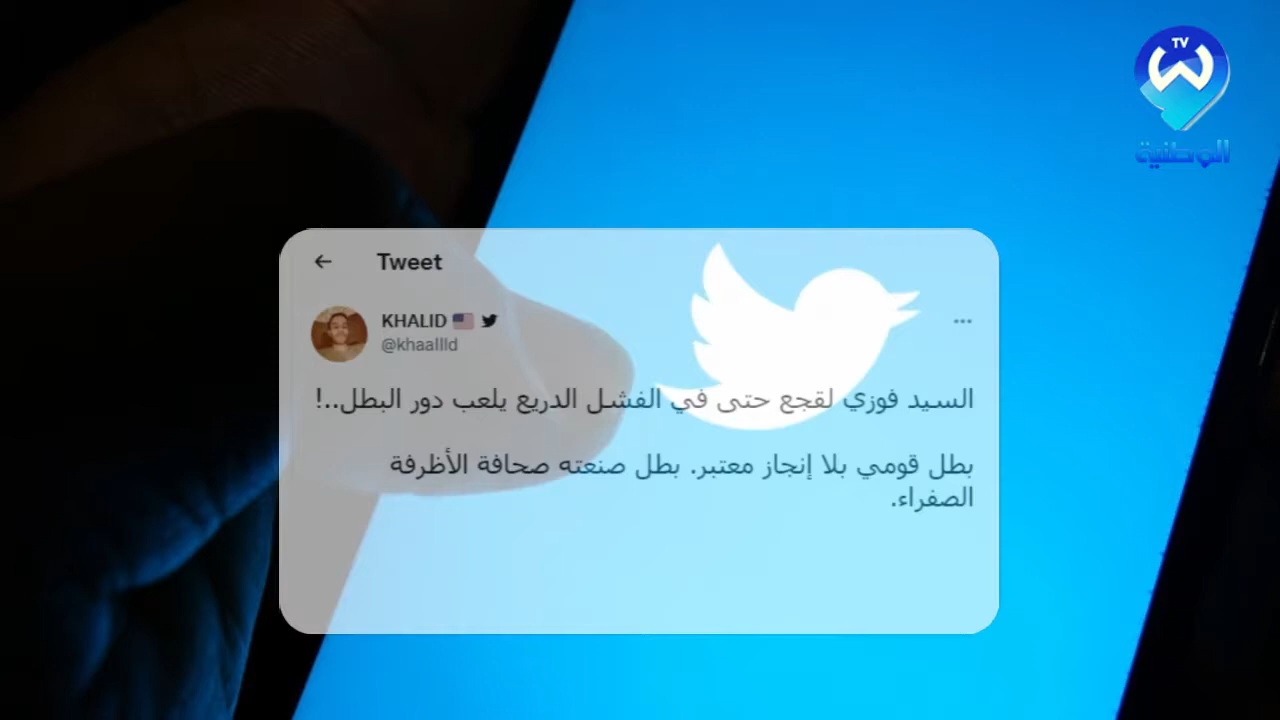 TV
W
الوطنية
Tweet
KHALID
@khaallld
السيد فوزي لقجع حتى في الفشل الدريع يلعب دور البطل..!
بطل قومي بلا إنجاز معتبر. بطل صنعته صحافة الأظرفة
الصفراء.